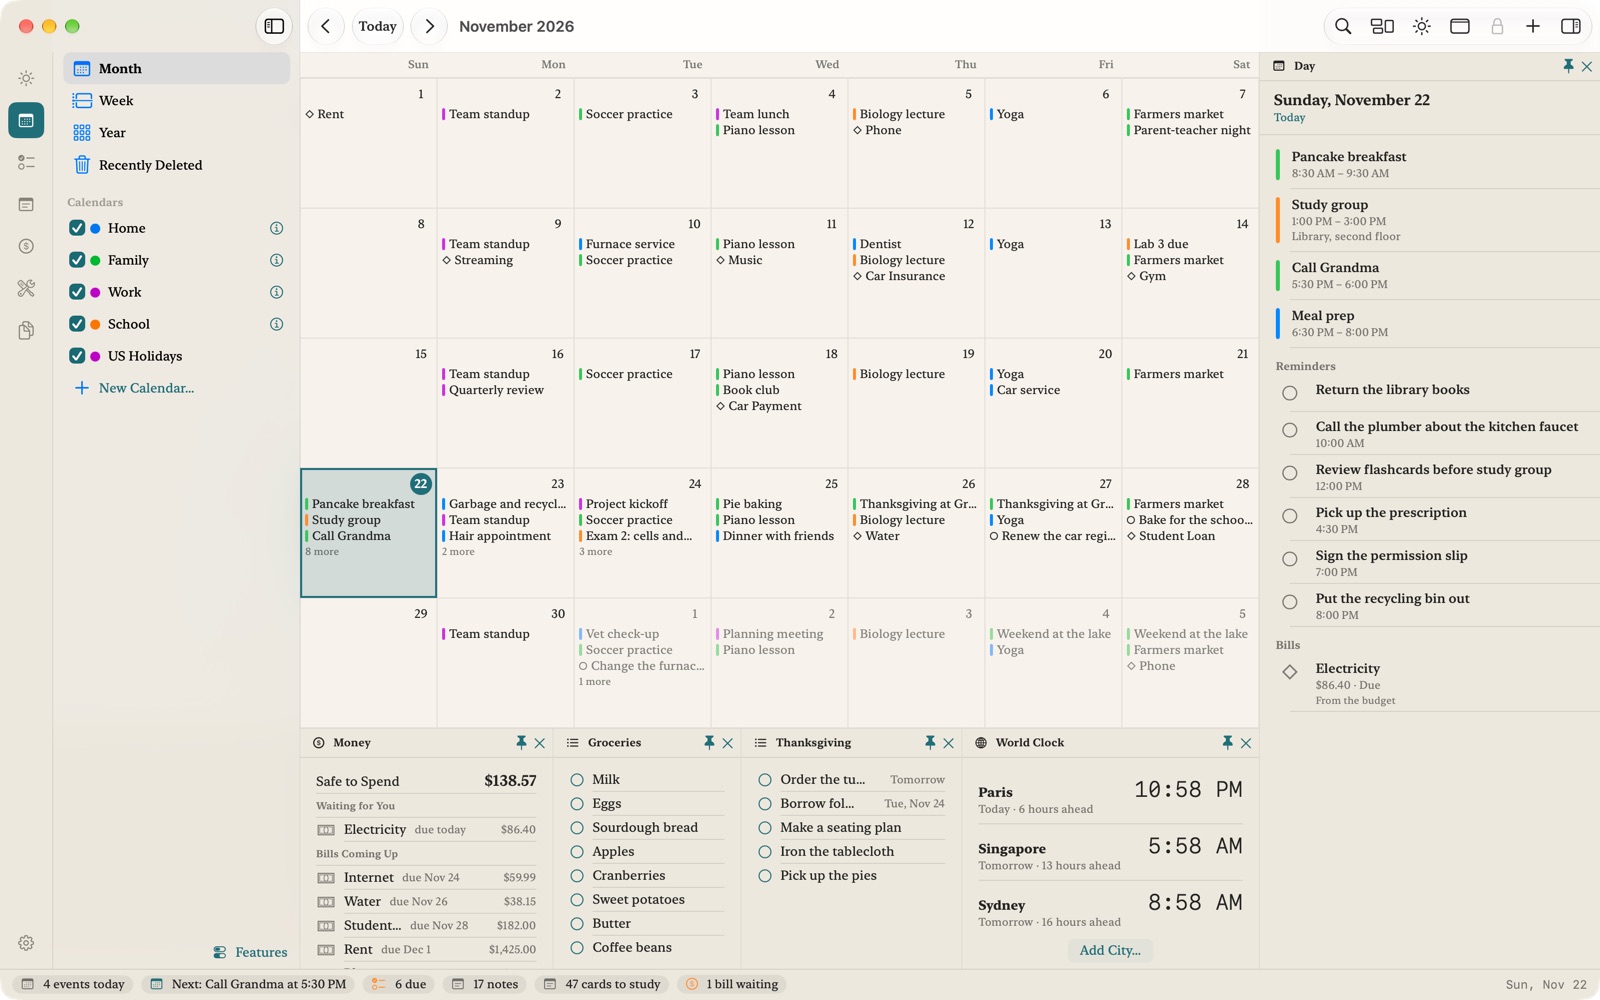 Today
November 2026
Month
Week
Year
Recently Deleted
Calendars
Home
Family
Work
School
US Holidays
New Calendar...
Features
Sun Mon Tue Wed Thu Fri Sat
1
Rent
2
Team standup
3
Soccer practice
4
Team lunch
Piano lesson
5
Biology lecture
Phone
6
Yoga
7
Farmers market
Parent-teacher night
8
9
Team standup
Streaming
10
Furnace service
Soccer practice
11
Piano lesson
Music
12
Dentist
Biology lecture
Car Insurance
13
Yoga
14
Lab 3 due
Farmers market
Gym
15
16
Team standup
Quarterly review
17
Soccer practice
18
Piano lesson
Book club
Car Payment
19
Biology lecture
20
Yoga
Car service
21
Farmers market
22
Pancake breakfast
Study group
Call Grandma
8 more
23
Garbage and recycl...
Team standup
Hair appointment
2 more
24
Project kickoff
Soccer practice
Exam 2: cells and...
3 more
25
Pie baking
Piano lesson
Dinner with friends
26
Thanksgiving at Gr...
Biology lecture
Water
27
Thanksgiving at Gr...
Yoga
Renew the car regi...
28
Farmers market
Bake for the schoo...
Student Loan
29
30
Team standup
1
Vet check-up
Soccer practice
Change the furnac...
1 more
2
Planning meeting
Piano lesson
3
Biology lecture
4
Weekend at the lake
Yoga
5
Weekend at the lake
Farmers market
Phone
Day
Sunday, November 22
Today
Pancake breakfast
8:30 AM – 9:30 AM
Study group
1:00 PM – 3:00 PM
Library, second floor
Call Grandma
5:30 PM – 6:00 PM
Meal prep
6:30 PM – 8:00 PM
Reminders
Return the library books
Call the plumber about the kitchen faucet
10:00 AM
Review flashcards before study group
12:00 PM
Pick up the prescription
4:30 PM
Sign the permission slip
7:00 PM
Put the recycling bin out
8:00 PM
Bills
Electricity
$86.40 · Due
From the budget
Money
Safe to Spend $138.57
Waiting for You
Electricity due today $86.40
Bills Coming Up
Internet due Nov 24 $59.99
Water due Nov 26 $38.15
Student... due Nov 28 $182.00
Rent due Dec 1 $1,425.00
Groceries
Milk
Eggs
Sourdough bread
Apples
Cranberries
Sweet potatoes
Butter
Coffee beans
Thanksgiving
Order the tu... Tomorrow
Borrow fol... Tue, Nov 24
Make a seating plan
Iron the tablecloth
Pick up the pies
World Clock
Paris 10:58 PM
Today · 6 hours ahead
Singapore 5:58 AM
Tomorrow · 13 hours ahead
Sydney 8:58 AM
Tomorrow · 16 hours ahead
Add City...
4 events today
Next: Call Grandma at 5:30 PM
6 due
17 notes
47 cards to study
1 bill waiting
Sun, Nov 22